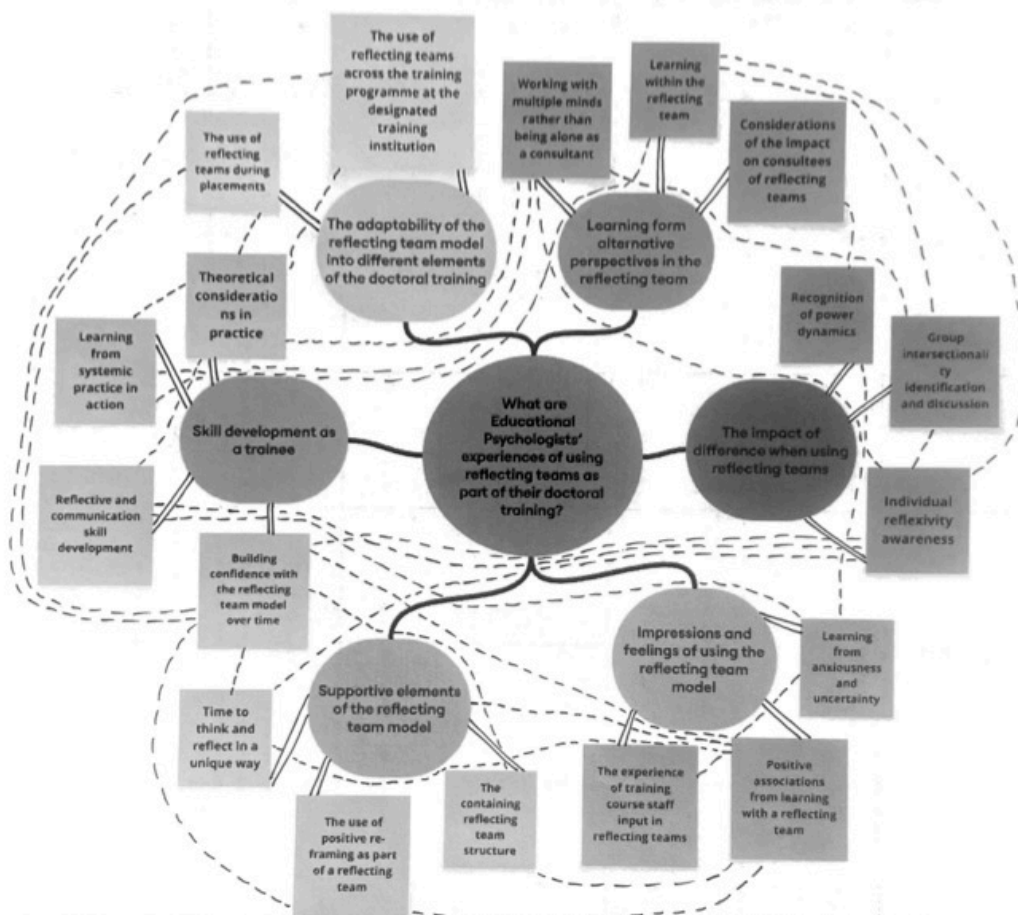 The use of
reflecting teams
across the training
programme at the
designated
training
institution
Working with
multiple minds
rather than
being alone as
a consultant
Learning
within the
reflecting
team
Considerations
of the impact
on consultees
of reflecting
teams
The use of
reflecting
teams during
placements
The adaptability of the
reflecting team model
into different elements
of the doctoral training
Learning form
alternative
perspectives in the
reflecting team
Theoretical
consideratio
ns in
practice
Recognition
of power
dynamics
Learning
from
systemic
practice in
action
Group
intersectionali
ty
identification
and discussion
Skill development as
a trainee
What are
Educational
Psychologists'
experiences of using
reflecting teams as
part of their doctoral
training?
The impact of
difference when using
reflecting teams
Reflective and
communication
skill
development
Individual
reflexivity
awareness
Building
confidence with
the reflecting
team model
over time
Impressions and
feelings of using the
reflecting team
model
Learning
from
anxiousness
and
uncertainty
Supportive elements
of the reflecting
team model
Time to
think and
reflect in a
unique way
The use of
positive re-
framing as part
of a reflecting
team
The
containing
reflecting
team
structure
The experience
of training
course staff
input in
reflecting teams
Positive
associations
from learning
with a reflecting
team